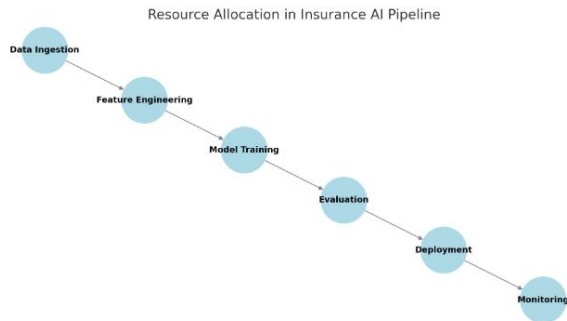 Resource Allocation in Insurance AI Pipeline
Data Ingestion
Feature Engineering
Model Training
Evaluation
Deployment
Monitoring